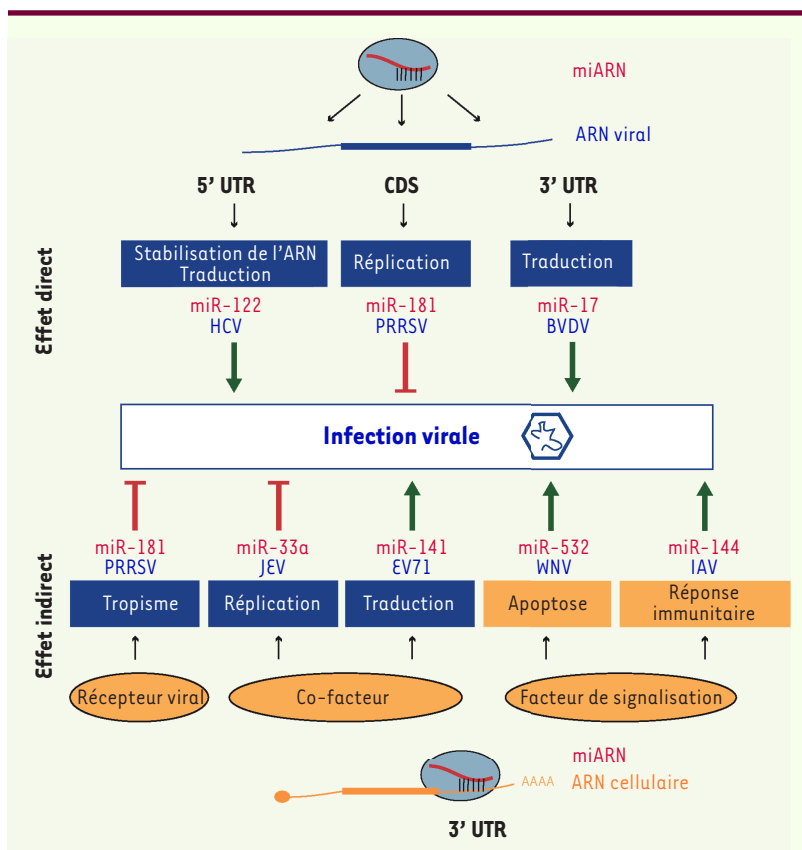 miARN
ARN viral
5' UTR
CDS
3' UTR
Effet direct
Stabilisation de l'ARN
Traduction
Réplication
Traduction
miR-122
HCV
miR-181
PRRSV
miR-17
BVDV
Infection virale
Effet indirect
miR-181
PRRSV
miR-33a
JEV
miR-141
EV71
miR-532
WNV
miR-144
IAV
Tropisme
Réplication
Traduction
Apoptose
Réponse
immunitaire
Récepteur viral
Co-facteur
Facteur de signalisation
miARN
AAAA
ARN cellulaire
3' UTR